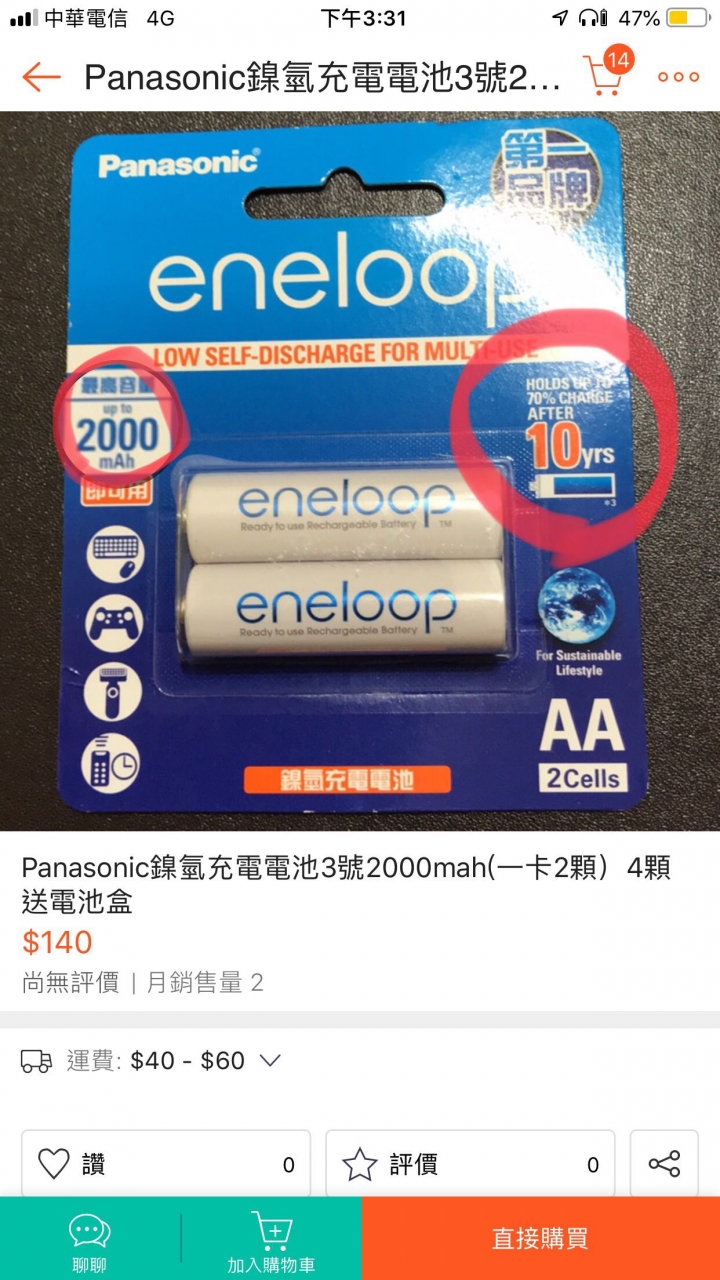 中華電信 4G 下午3:31 47%
Panasonic鎳氫充電電池3號2...
14
Panasonic
第一
品牌
eneloop
LOW SELF-DISCHARGE FOR MULTI-USE
最高容量
up to
2000
mAh
即可用
HOLDS UP TO
70% CHARGE
AFTER
10yrs
*3
eneloop
Ready to use Rechargeable Battery TM
eneloop
Ready to use Rechargeable Battery TM
For Sustainable
Lifestyle
AA
2Cells
鎳氫充電電池
Panasonic鎳氫充電電池3號2000mah(一卡2顆）4顆
送電池盒
$140
尚無評價 | 月銷售量 2
運費: $40 - $60
讚 0
評價 0
聊聊
加入購物車
直接購買